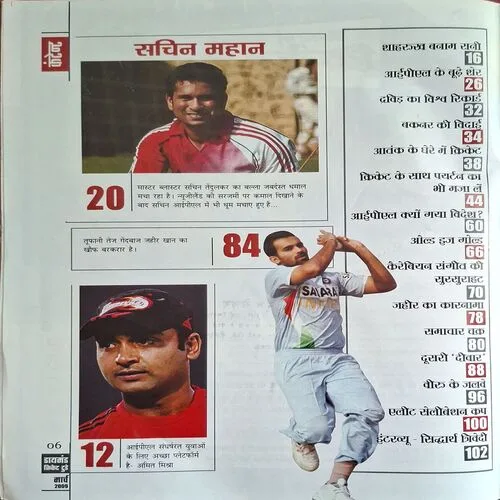 कंटेन्ट
सचिन महान
20
मास्टर ब्लास्टर सचिन तेंदुलकर का बल्ला जबर्दस्त धमाल
मचा रहा है। न्यूजीलैंड की सरजमीं पर कमाल दिखाने के
बाद सचिन आईपीएल में भी धूम मचाए हुए है...
तूफानी तेज गेंदबाज जहीर खान का
खौफ बरकरार है।
84
SAHARA
12
आईपीएल संघर्षरत युवाओं
के लिए अच्छा प्लेटफॉर्म
है- अमित मिश्रा
शाहरुख बनाम सनी
16
आईपीएल के बूढ़े शेर
26
द्रविड़ का विश्व रिकार्ड
32
बकनर की विदाई
34
आतंक के घेरे में क्रिकेट
38
क्रिकेट के साथ पर्यटन का
भी मजा लें
44
आईपीएल क्यों गया विदेश?
60
ओल्ड इज गोल्ड
66
कैरेबियन संगीत की
सुरसुराहट
70
जहीर का कारनामा
78
समाचार चक्र
80
दूसरी 'दीवार'
88
वीरू के जलवे
96
एलीट सेलीब्रेशन कप
100
इंटरव्यू - सिद्धार्थ त्रिवेदी
102
06
डायमंड
क्रिकेट टुडे
मार्च
2009